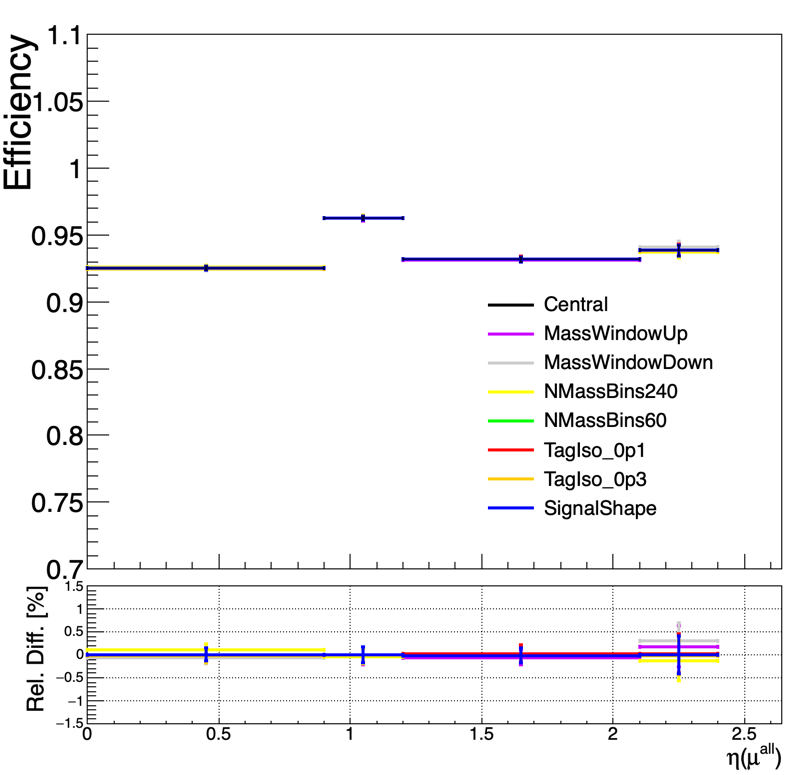 Efficiency
1.1
1.05
1
0.95
0.9
0.85
0.8
0.75
0.7
Central
MassWindowUp
MassWindowDown
NMassBins240
NMassBins60
TagIso_0p1
TagIso_0p3
SignalShape
Rel. Diff. [%]
1.5
1
0.5
0
−0.5
−1
−1.5
0 0.5 1 1.5 2 2.5
η(μ^all)